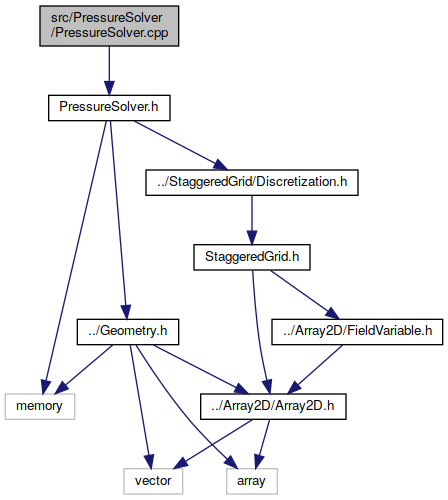 src/PressureSolver
/PressureSolver.cpp
PressureSolver.h
../StaggeredGrid/Discretization.h
StaggeredGrid.h
../Geometry.h
../Array2D/FieldVariable.h
memory
../Array2D/Array2D.h
vector
array